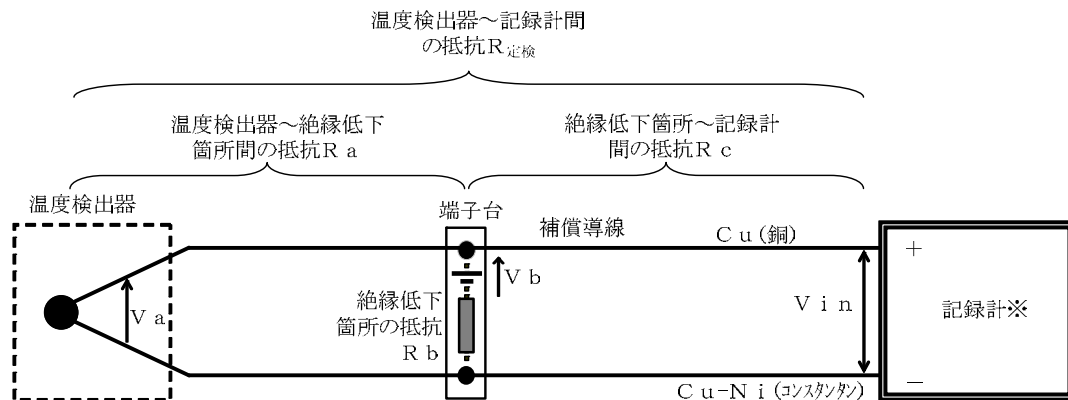 温度検出器~記録計間
の抵抗R定検
温度検出器~絶縁低下
箇所間の抵抗Ra
絶縁低下箇所~記録計
間の抵抗Rc
温度検出器
端子台
補償導線
Cu(銅)
+
Vb
Va
絶縁低下
箇所の抵抗
Rb
Vin
記録計※
−
Cu-Ni(コンスタンタン)